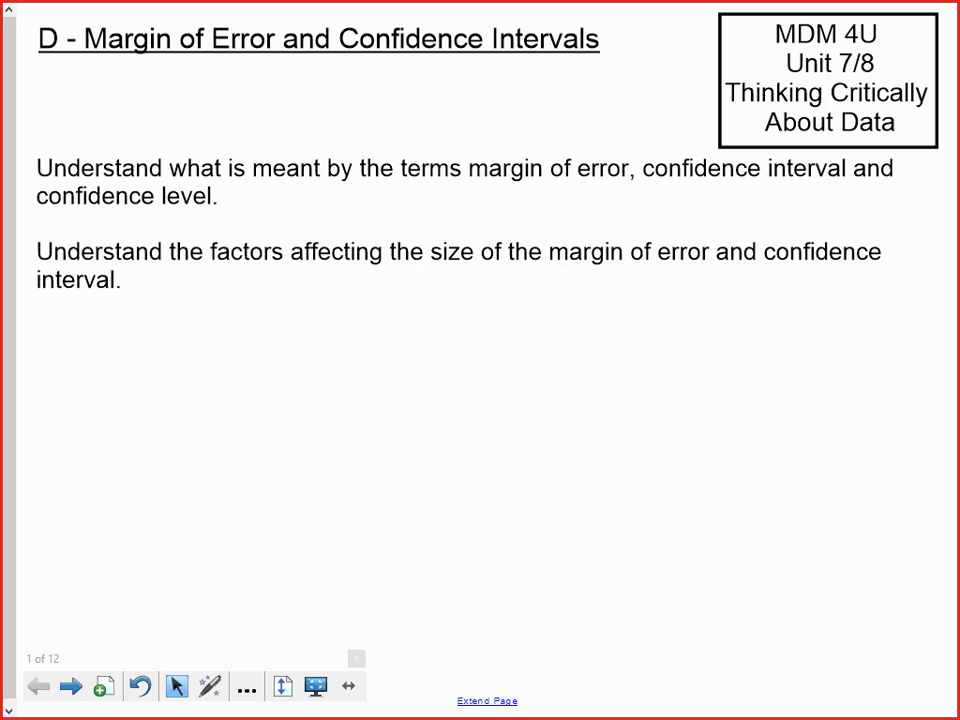 D - Margin of Error and Confidence Intervals
MDM 4U
Unit 7/8
Thinking Critically
About Data
Understand what is meant by the terms margin of error, confidence interval and
confidence level.
Understand the factors affecting the size of the margin of error and confidence
interval.
1 of 12
Extend Page